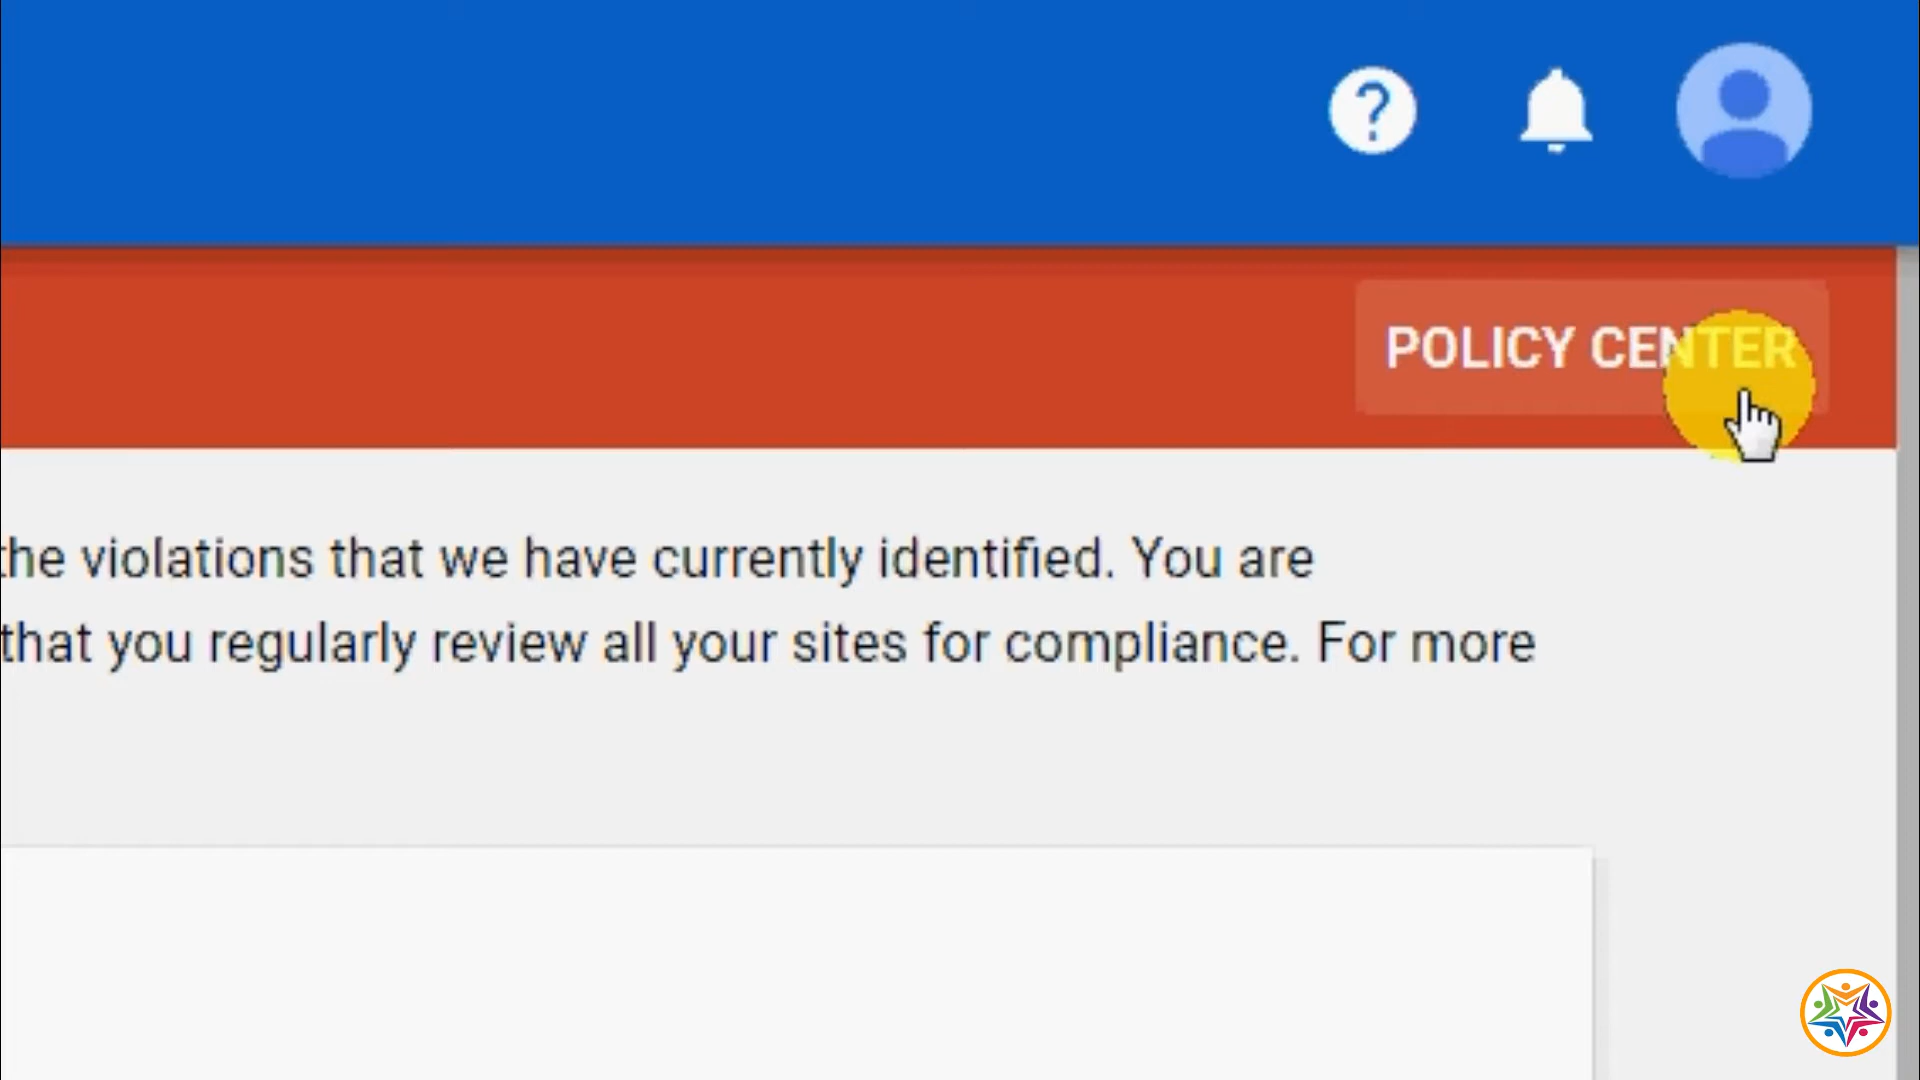 POLICY CENTER
the violations that we have currently identified. You are
that you regularly review all your sites for compliance. For more